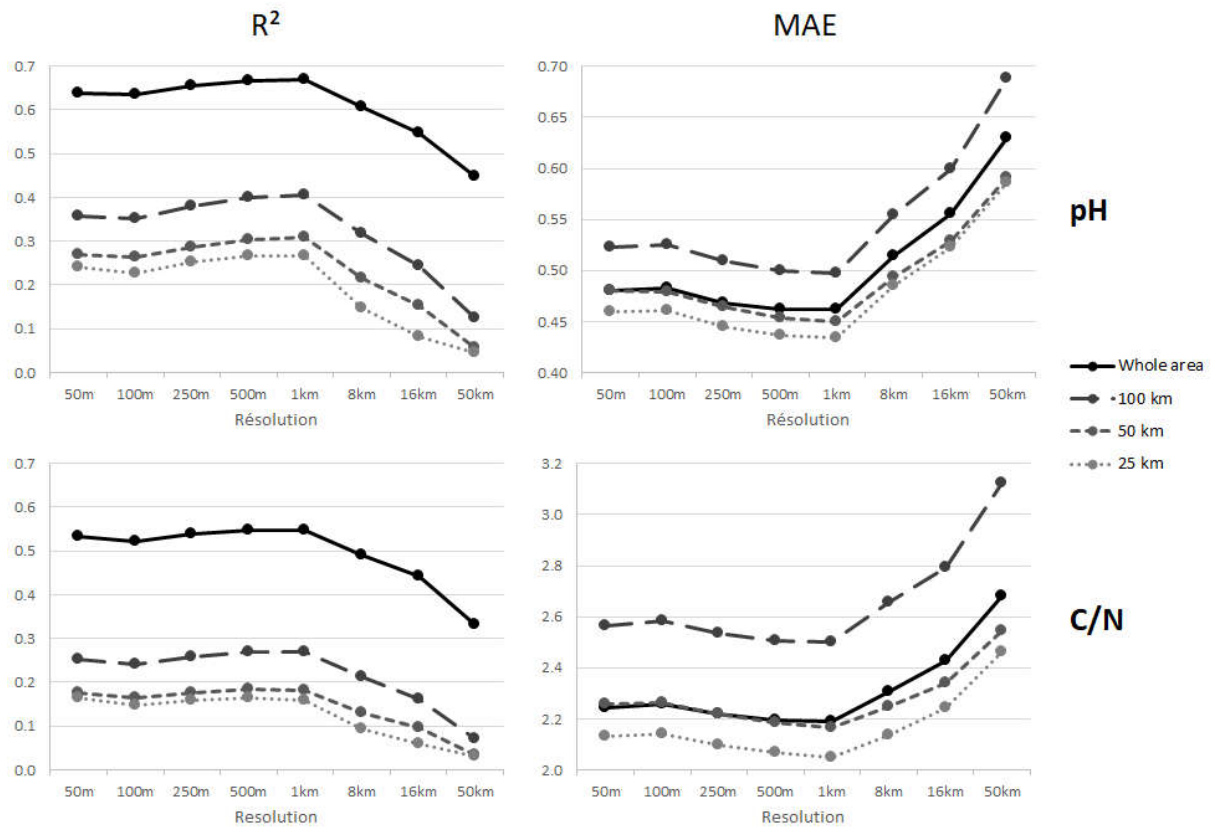 R²
MAE
0.7
0.6
0.5
0.4
0.3
0.2
0.1
0.0
50m 100m 250m 500m 1km 8km 16km 50km
Résolution
0.70
0.65
0.60
0.55
0.50
0.45
0.40
50m 100m 250m 500m 1km 8km 16km 50km
Résolution
pH
Whole area
100 km
50 km
25 km
0.7
0.6
0.5
0.4
0.3
0.2
0.1
0.0
50m 100m 250m 500m 1km 8km 16km 50km
Resolution
3.2
3.0
2.8
2.6
2.4
2.2
2.0
50m 100m 250m 500m 1km 8km 16km 50km
Resolution
C/N